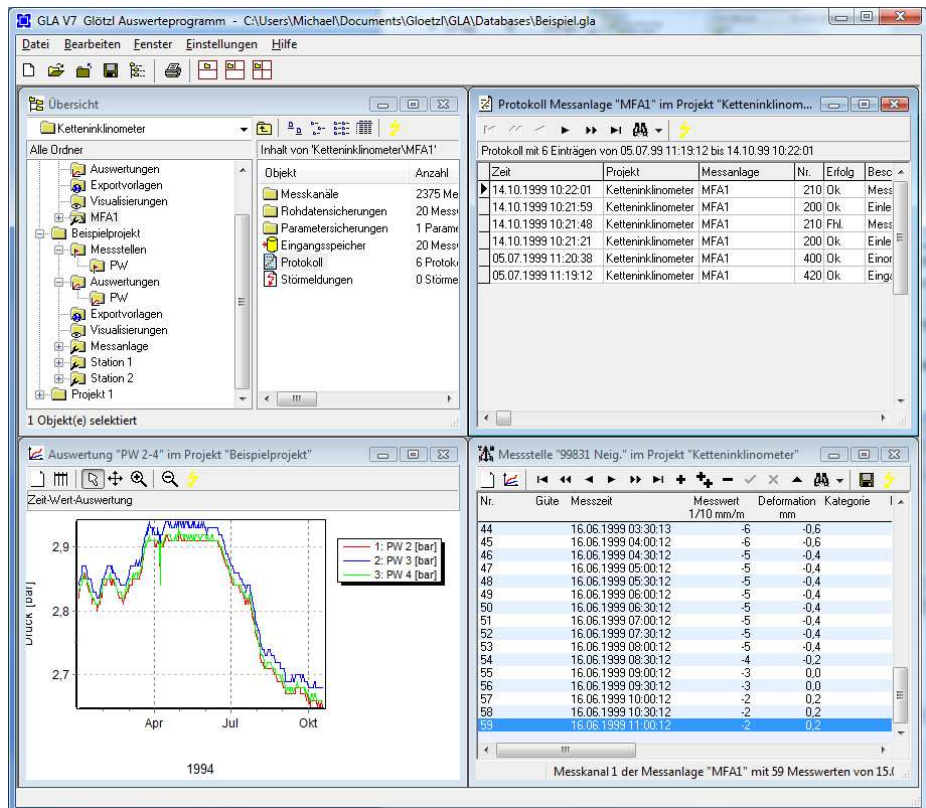 GLA V7 Glötzl Auswerteprogramm - C:\Users\Michael\Documents\Gloetzl\GLA\Databases\Beispiel.gla
Datei Bearbeiten Fenster Einstellungen Hilfe
Übersicht
Ketteninklinometer
Alle Ordner
Auswertungen
Exportvorlagen
Visualisierungen
MFA1
Beispielprojekt
Messstellen
PW
Auswertungen
PW
Exportvorlagen
Visualisierungen
Messanlage
Station 1
Station 2
Projekt 1
Inhalt von 'Ketteninklinometer\MFA1'
Objekt Anzahl
Messkanäle 2375 Me
Rohdatensicherungen 20 Mess
Parametersicherungen 1 Parame
Eingangsspeicher 20 Mess
Protokoll 6 Protok
Störmeldungen 0 Störme
1 Objekt(e) selektiert
Protokoll Messanlage "MFA1" im Projekt "Ketteninklinom...
Protokoll mit 6 Einträgen von 05.07.99 11:19:12 bis 14.10.99 10:22:01
Zeit Projekt Messanlage Nr. Erfolg Besc
14.10.1999 10:22:01 Ketteninklinometer MFA1 210 Ok Mess
14.10.1999 10:21:59 Ketteninklinometer MFA1 200 Ok Einle
14.10.1999 10:21:48 Ketteninklinometer MFA1 210 Fhl. Mess
14.10.1999 10:21:21 Ketteninklinometer MFA1 200 Ok Einle
05.07.1999 11:20:38 Ketteninklinometer MFA1 400 Ok Einor
05.07.1999 11:19:12 Ketteninklinometer MFA1 420 Ok Einga
Auswertung "PW 2-4" im Projekt "Beispielprojekt"
Zeit-Wert-Auswertung
Druck [bar]
2,9
2,8
2,7
Apr Jul Okt
1994
1: PW 2 [bar]
2: PW 3 [bar]
3: PW 4 [bar]
Messstelle "99831 Neig." im Projekt "Ketteninklinometer"
Nr. Güte Messzeit Messwert Deformation Kategorie
1/10 mm/m mm
44 16.06.1999 03:30:13 -6 -0,6
45 16.06.1999 04:00:12 -6 -0,6
46 16.06.1999 04:30:12 -5 -0,4
47 16.06.1999 05:00:12 -5 -0,4
48 16.06.1999 05:30:12 -5 -0,4
49 16.06.1999 06:00:12 -5 -0,4
50 16.06.1999 06:30:12 -5 -0,4
51 16.06.1999 07:00:12 -5 -0,4
52 16.06.1999 07:30:12 -5 -0,4
53 16.06.1999 08:00:12 -5 -0,4
54 16.06.1999 08:30:12 -4 -0,2
55 16.06.1999 09:00:12 -3 0,0
56 16.06.1999 09:30:12 -3 0,0
57 16.06.1999 10:00:12 -2 0,2
58 16.06.1999 10:30:12 -2 0,2
59 16.06.1999 11:00:12 -2 0,2
Messkanal 1 der Messanlage "MFA1" mit 59 Messwerten von 15.(